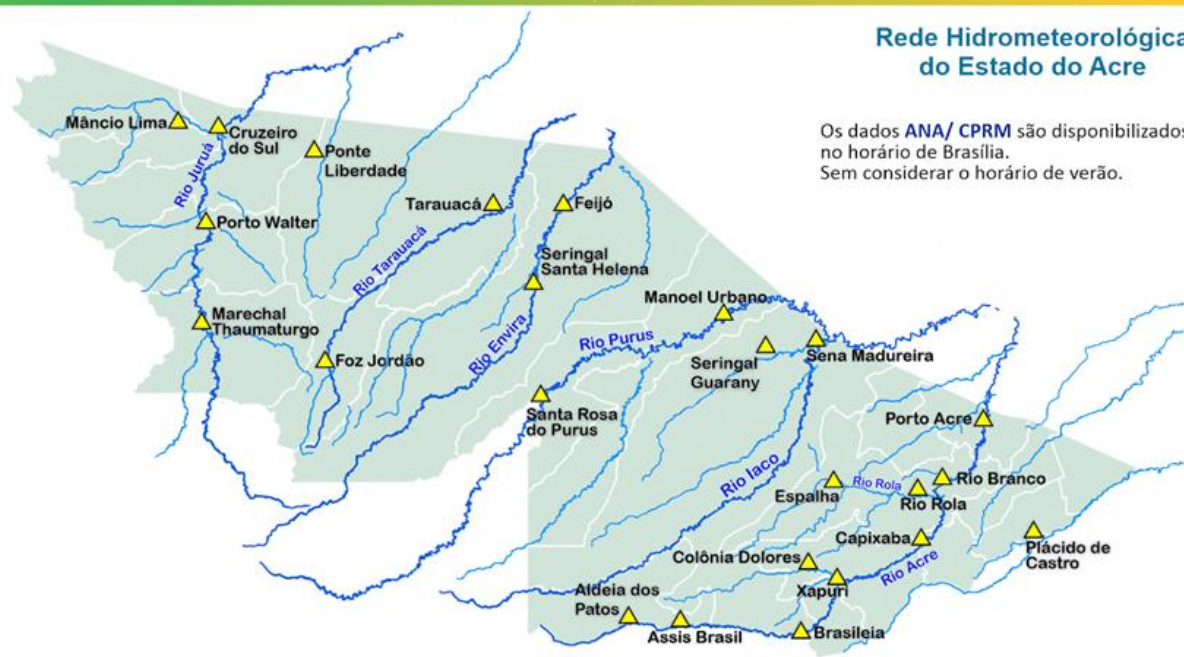 Rede Hidrometeorológica
do Estado do Acre
Os dados ANA/ CPRM são disponibilizados
no horário de Brasília.
Sem considerar o horário de verão.
Mâncio Lima
Cruzeiro
do Sul
Ponte
Liberdade
Rio Juruá
Porto Walter
Tarauacá
Feijó
Rio Tarauacá
Seringal
Santa Helena
Marechal
Thaumaturgo
Foz Jordão
Rio Envira
Manoel Urbano
Rio Purus
Seringal
Guarany
Sena Madureira
Santa Rosa
do Purus
Porto Acre
Rio Iaco
Espalha
Rio Rola
Rio Rola
Rio Branco
Capixaba
Plácido de
Castro
Colônia Dolores
Xapuri
Rio Acre
Aldeia dos
Patos
Assis Brasil
Brasileia